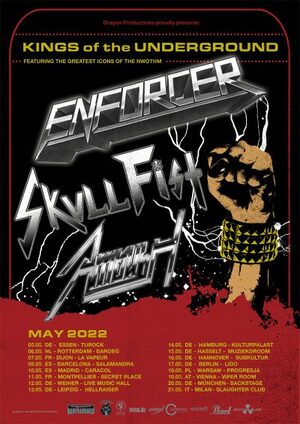 Dragon Productions proudly presents:
KINGS of the UNDERGROUND
FEATURING THE GREATEST ICONS OF THE NWOTHM
ENFORCER
SKULL FIST
AMBUSH
MAY 2022
05.05. DE - ESSEN - TUROCK
06.05. NL - ROTTERDAM - BAROEG
07.05. FR - DIJON - LA VAPEUR
09.05. ES - BARCELONA - SALAMANDRA
10.05. ES - MADRID - CARACOL
11.05. FR - MONTPELLIER - SECRET PLACE
12.05. DE - WEIHER - LIVE MUSIC HALL
13.05. DE - LEIPZIG - HELLRAISER
14.05. DE - HAMBURG - KULTURPALAST
15.05. DE - HASSELT - MUZIEKDROOM
16.05. DE - HANNOVER - SUBKULTUR
17.05. DE - BERLIN - LIDO
18.05. PL - WARSAW - PROGRESJA
19.05. AT - VIENNA - VIPER ROOM
20.05. DE - MÜNCHEN - BACKSTAGE
21.05. IT - MILAN - SLAUGHTER CLUB